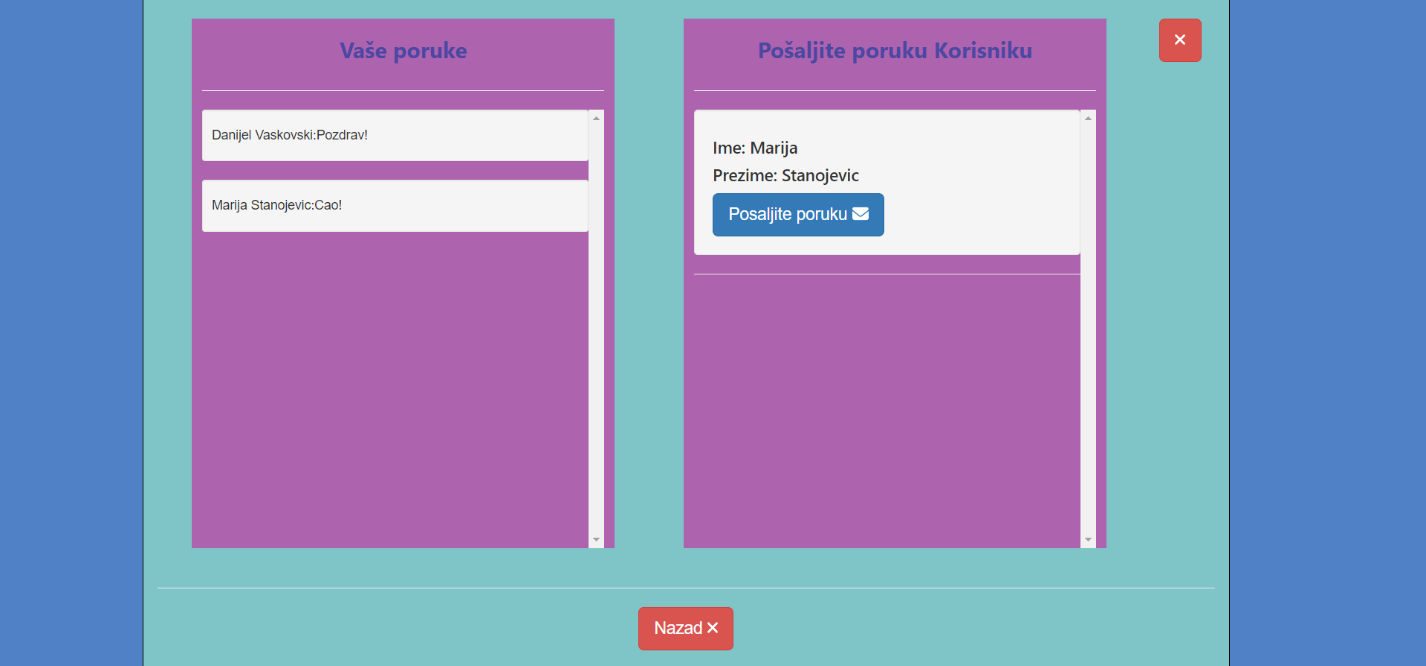 Vaše poruke
Danijel Vaskovski:Pozdrav!
Marija Stanojevic:Cao!
Pošaljite poruku Korisniku
Ime: Marija
Prezime: Stanojevic
Posaljite poruku
Nazad